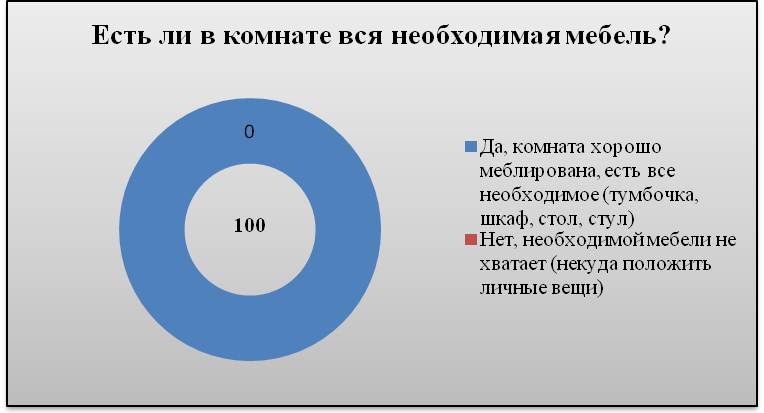 Есть ли в комнате вся необходимая мебель?
0
100
Да, комната хорошо
меблирована, есть все
необходимое (тумбочка,
шкаф, стол, стул)
Нет, необходимой мебели не
хватает (некуда положить
личные вещи)